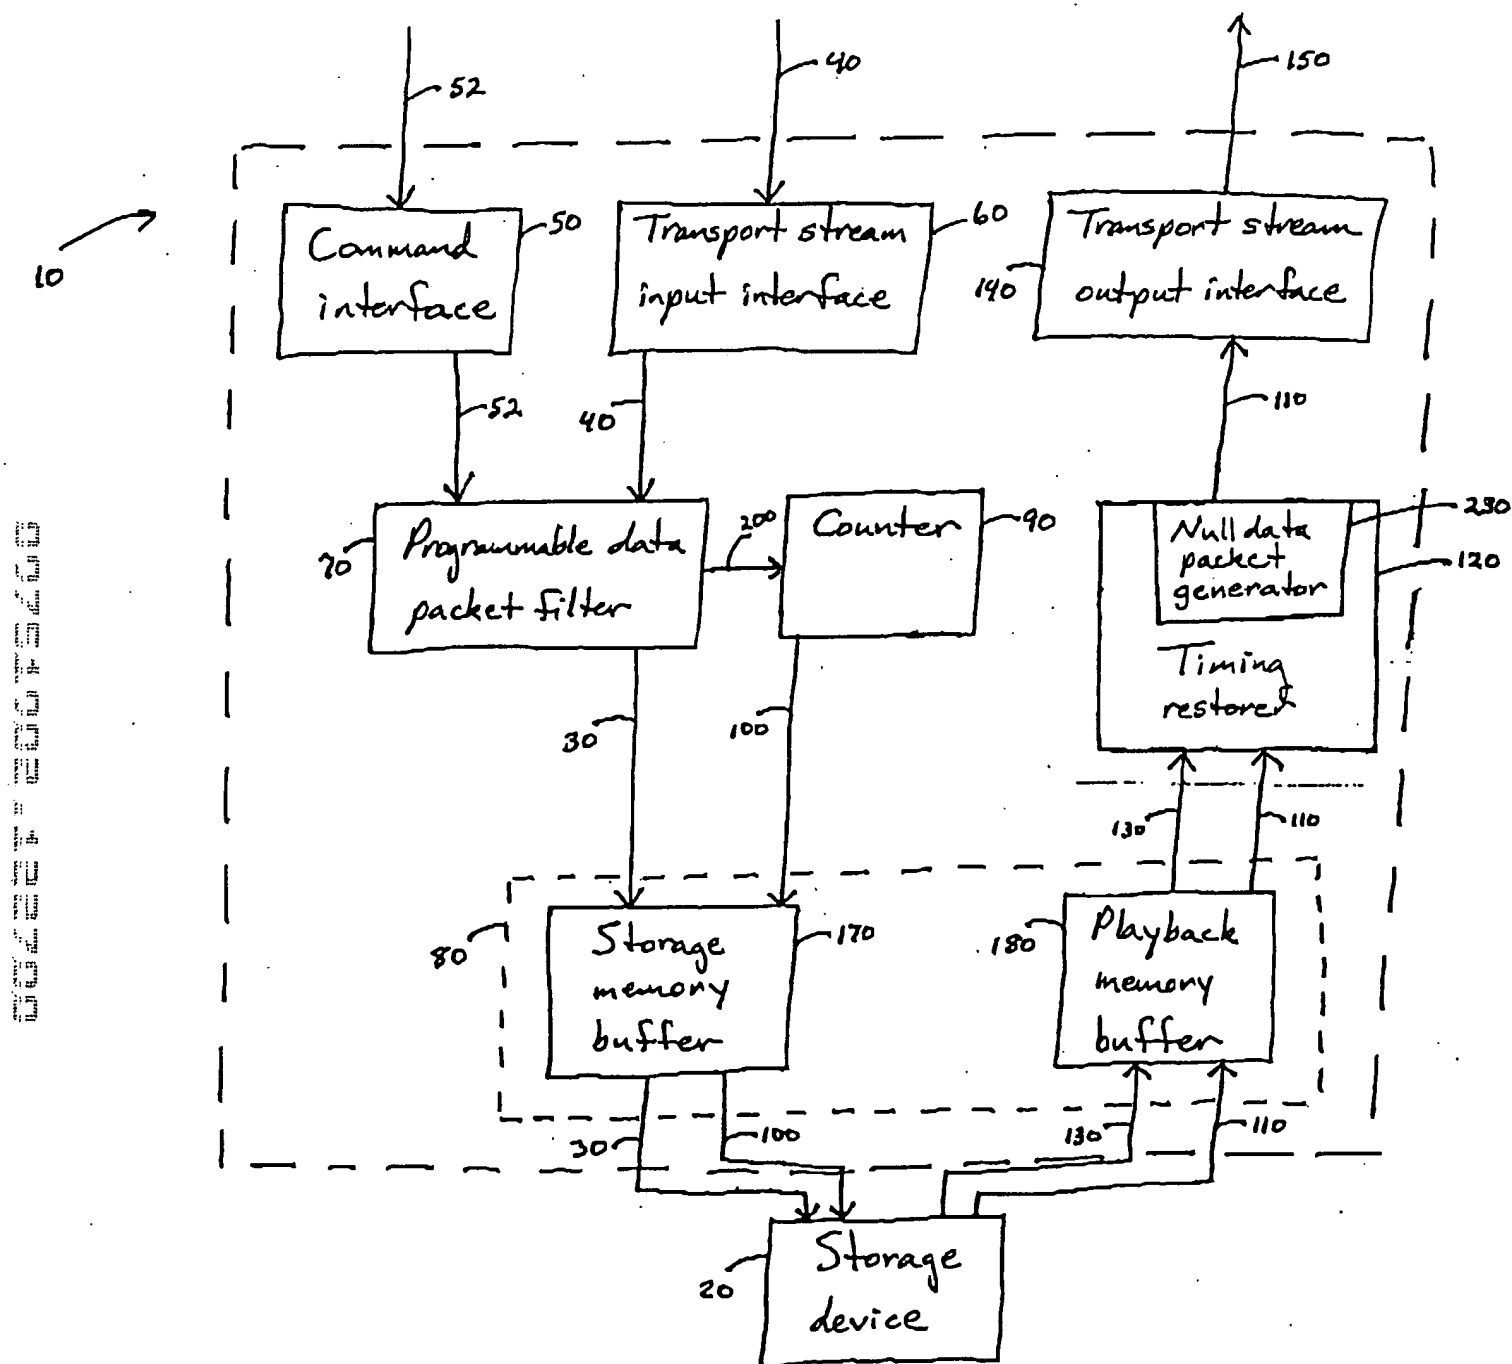 52
40
150
10
Command
interface
50
Transport stream
input interface
60
Transport stream
output interface
140
52
40
110
Programmable data
packet filter
70
200
Counter
90
Null data
packet
generator
230
Timing
restorer
120
30
100
130
110
80
Storage
memory
buffer
170
Playback
memory
buffer
180
30
100
130
110
Storage
device
20